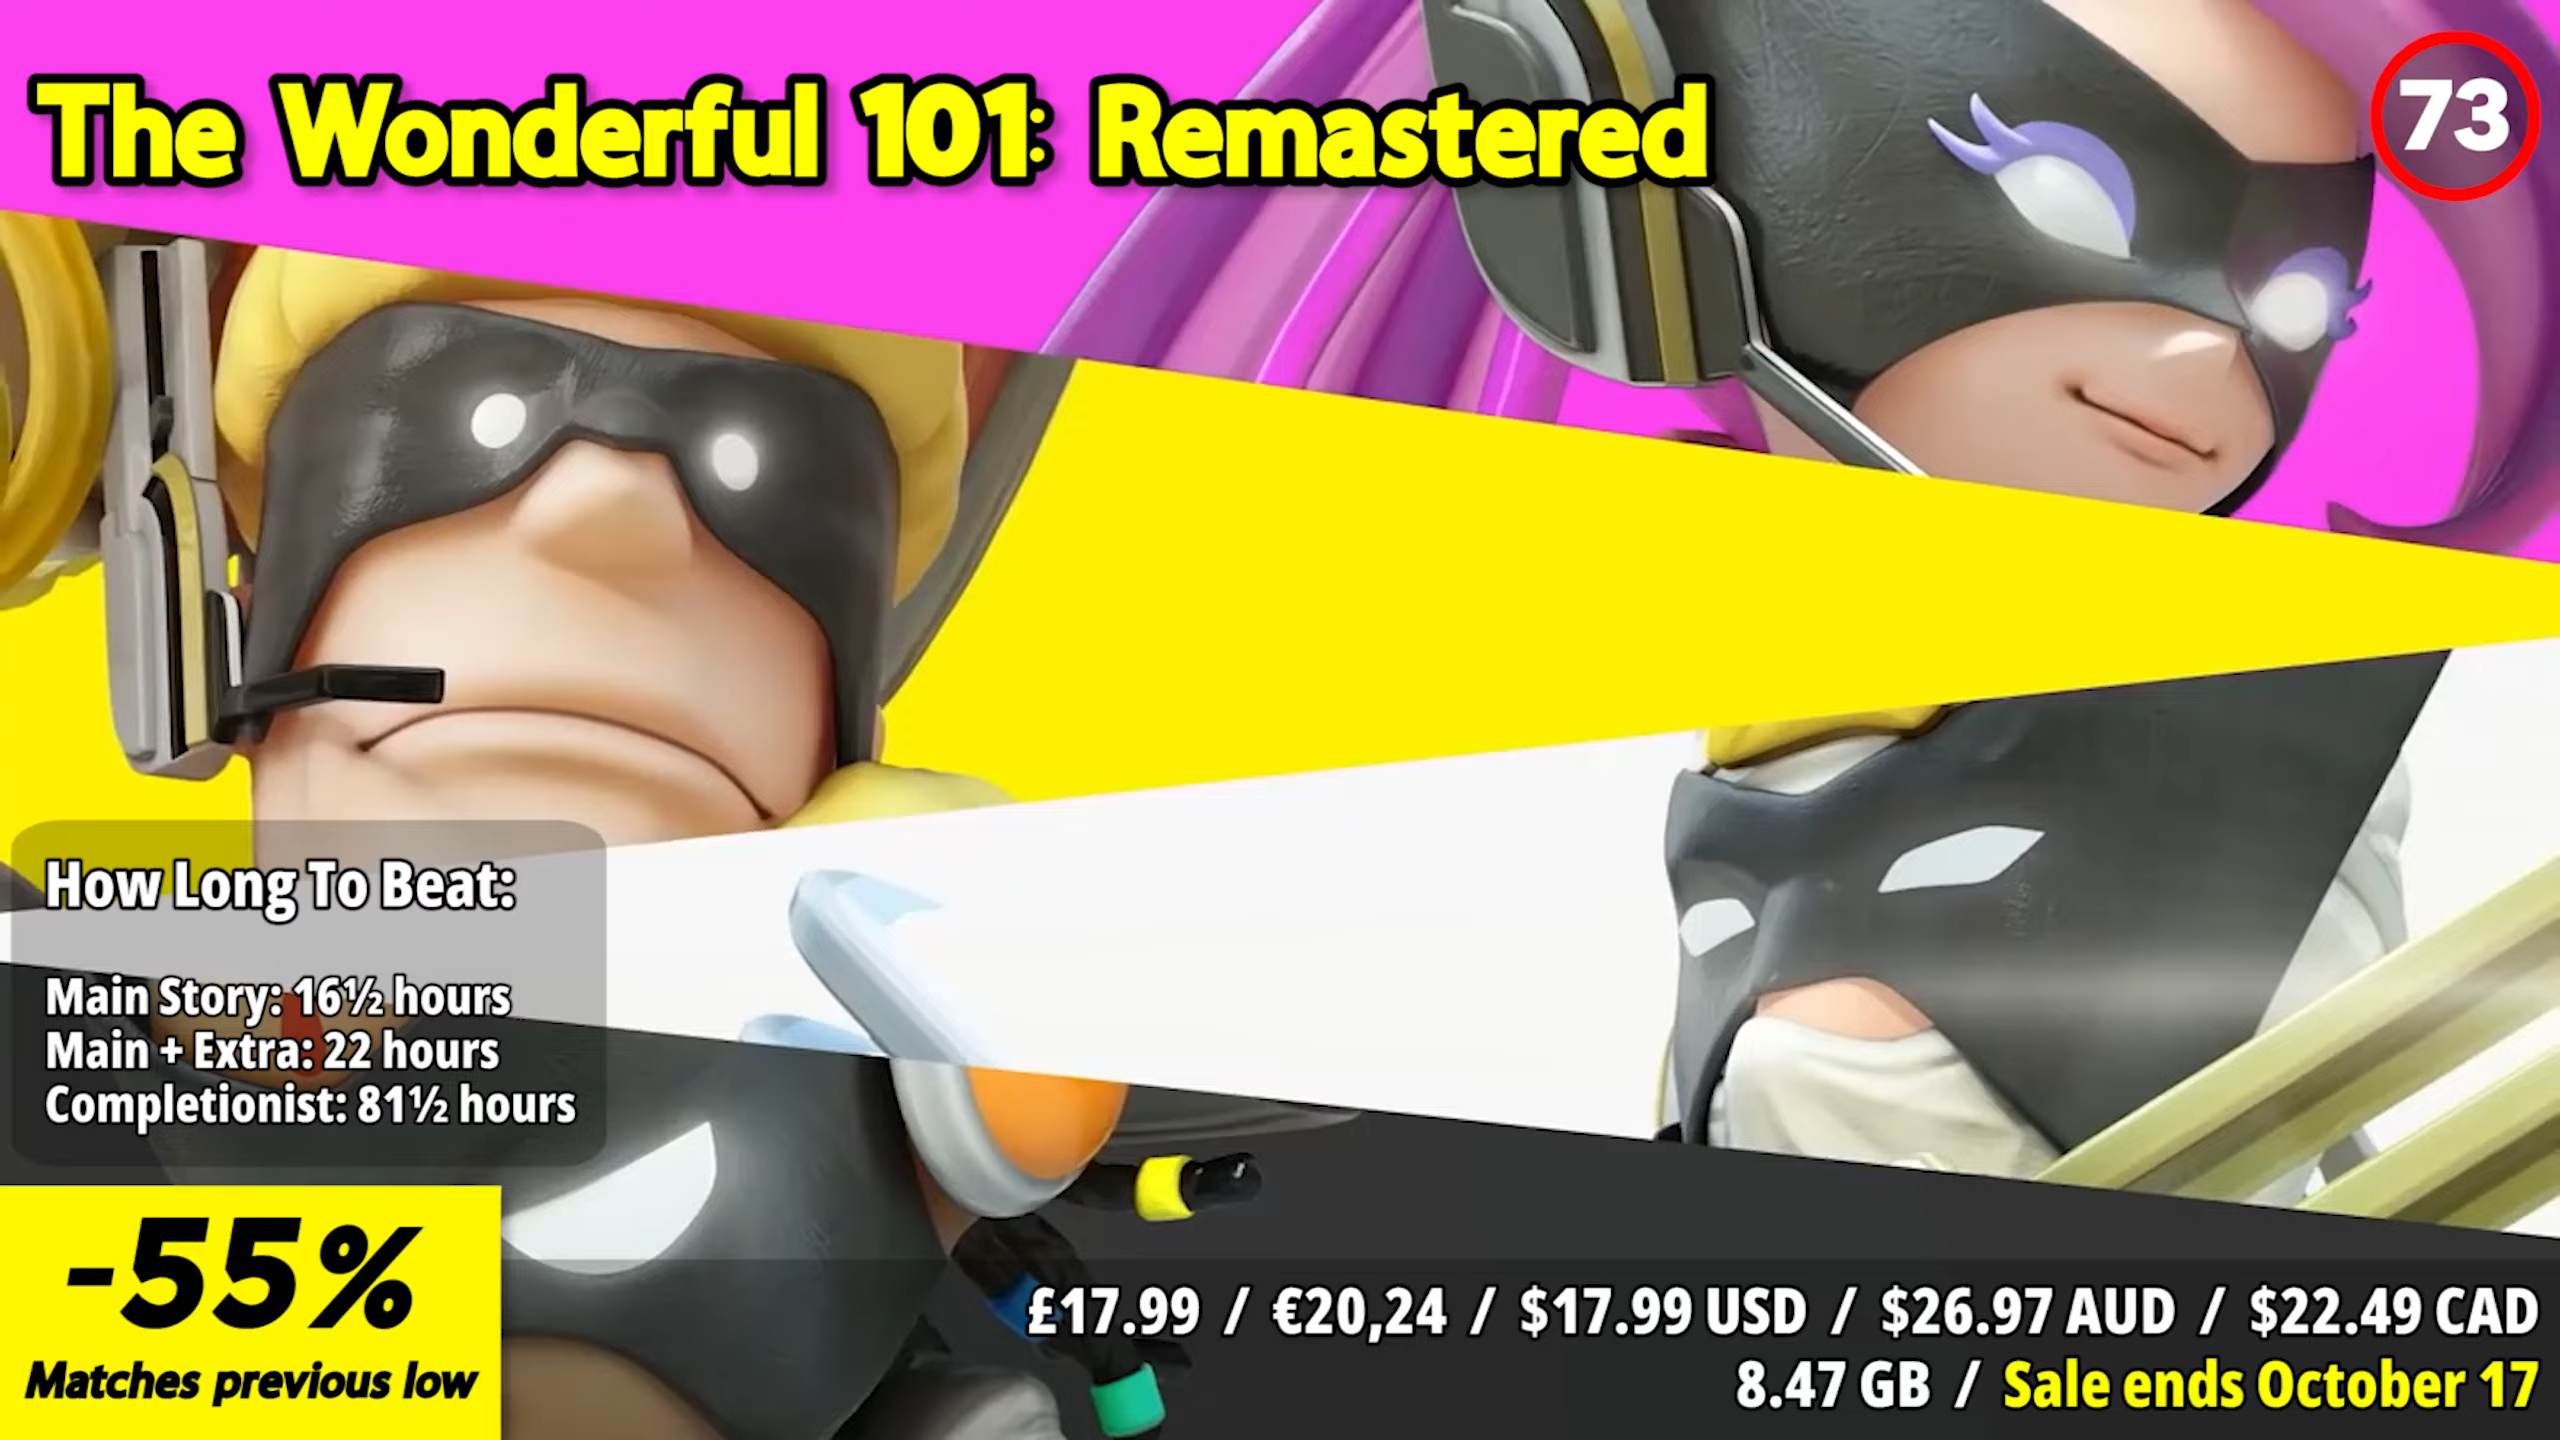 The Wonderful 101: Remastered
73
How Long To Beat:
Main Story: 16½ hours
Main + Extra: 22 hours
Completionist: 81½ hours
-55%
Matches previous low
£17.99 / €20,24 / $17.99 USD / $26.97 AUD / $22.49 CAD
8.47 GB / Sale ends October 17